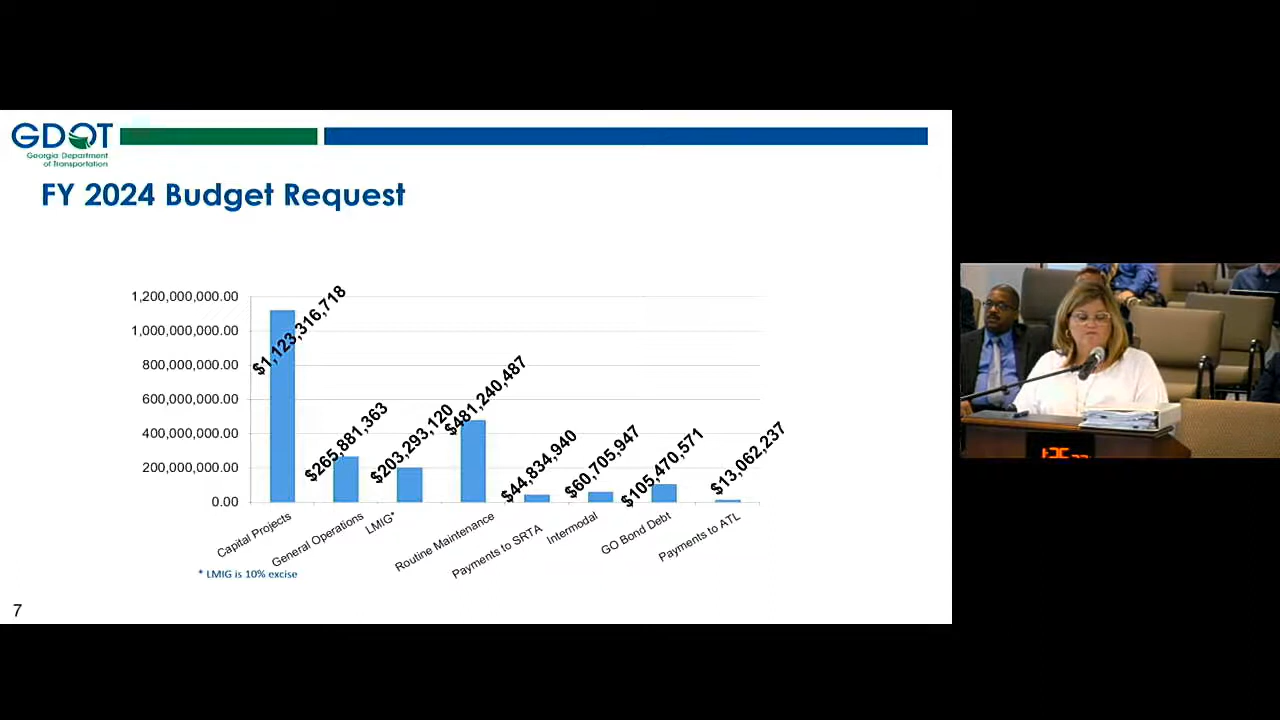 GDOT
Georgia Department
of Transportation
FY 2024 Budget Request
1,200,000,000.00
1,000,000,000.00
800,000,000.00
600,000,000.00
400,000,000.00
200,000,000.00
0.00
$1,123,316,718
$265,881,363
$203,293,120
$481,240,487
$44,834,940
$60,705,947
$105,470,571
$13,062,237
Capital Projects
General Operations
LMIG*
Routine Maintenance
Payments to SRTA
Intermodal
GO Bond Debt
Payments to ATL
* LMIG is 10% excise
7